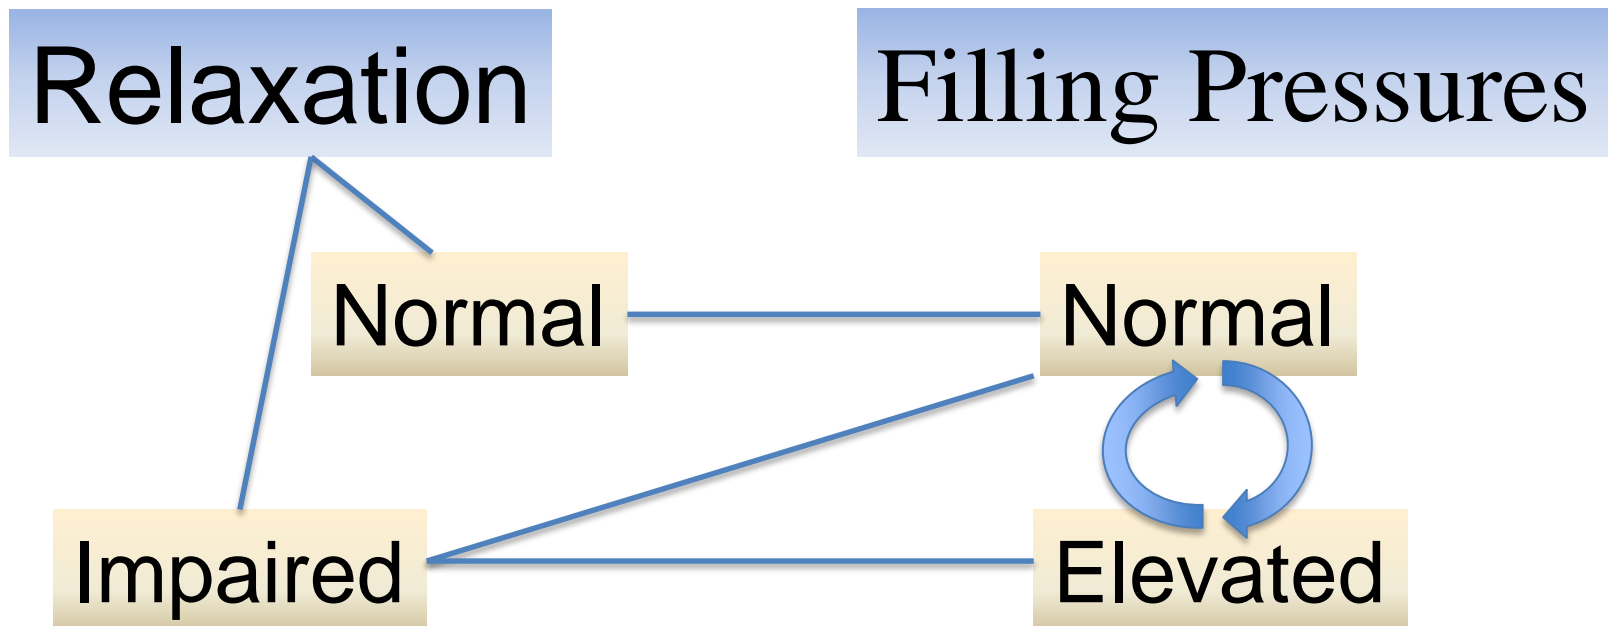 Relaxation
Filling Pressures
Normal
Normal
Impaired
Elevated